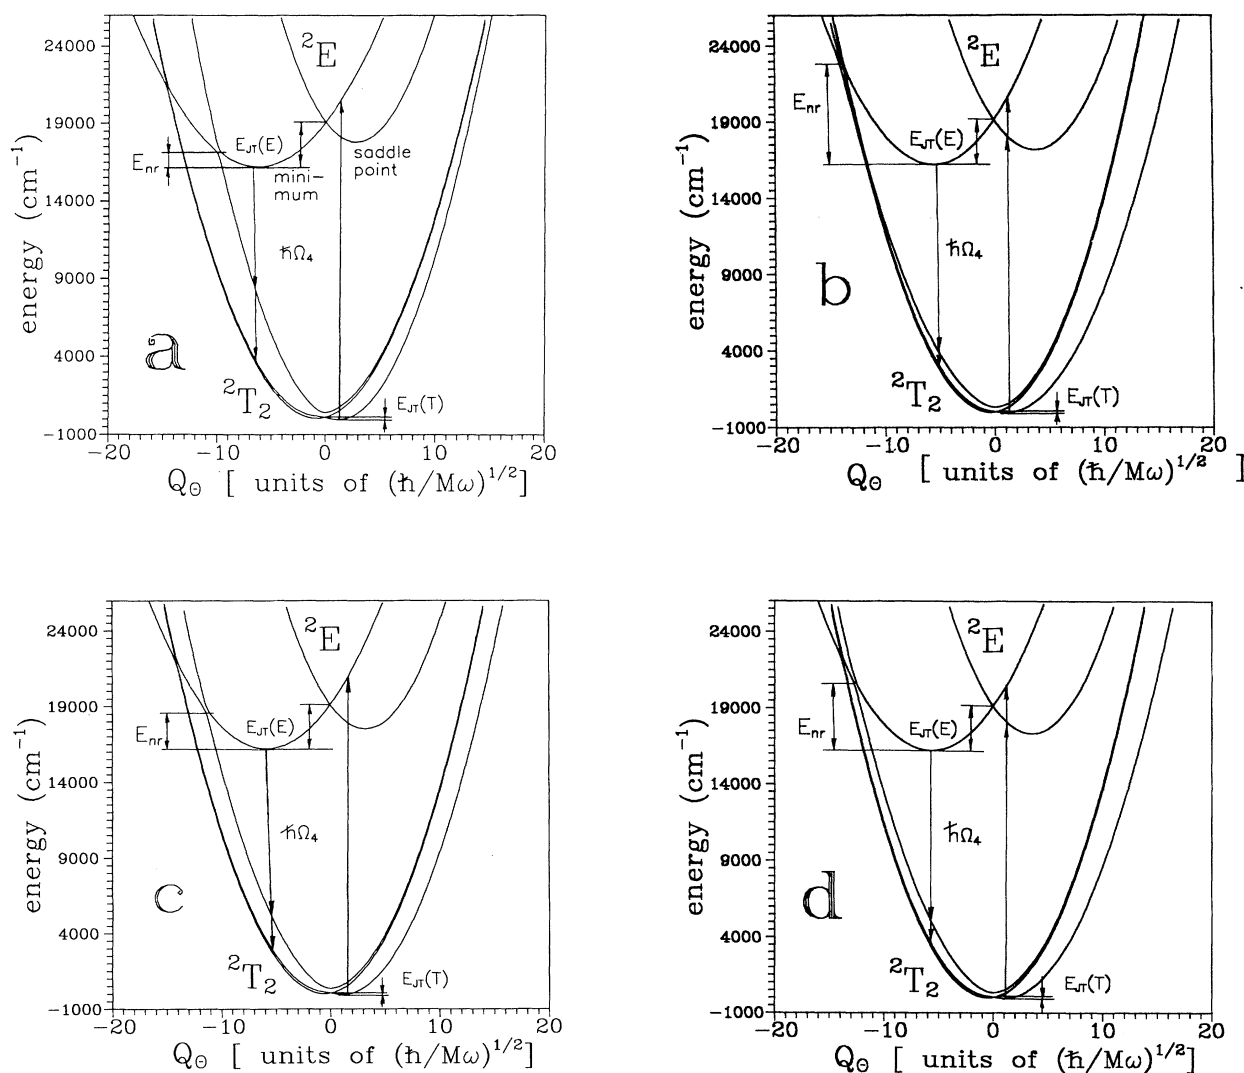 24000
19000
14000
9000
4000
-1000
-20
-10
0
10
20
energy (cm⁻¹)
Q_Θ [ units of (ħ/Mω)^1/2]
²E
E_JT(E)
E_nr
mini-
mum
saddle
point
ħΩ₄
a
²T₂
E_JT(T)
24000
19000
14000
9000
4000
-1000
-20
-10
0
10
20
energy (cm⁻¹)
Q_Θ [ units of (ħ/Mω)^1/2 ]
²E
E_nr
E_JT(E)
ħΩ₄
b
²T₂
E_JT(T)
24000
19000
14000
9000
4000
-1000
-20
-10
0
10
20
energy (cm⁻¹)
Q_Θ [ units of (ħ/Mω)^1/2]
²E
E_JT(E)
E_nr
ħΩ₄
c
²T₂
E_JT(T)
24000
19000
14000
9000
4000
-1000
-20
-10
0
10
20
energy (cm⁻¹)
Q_Θ [ units of (ħ/Mω)^1/2]
²E
E_nr
E_JT(E)
ħΩ₄
d
²T₂
E_JT(T)